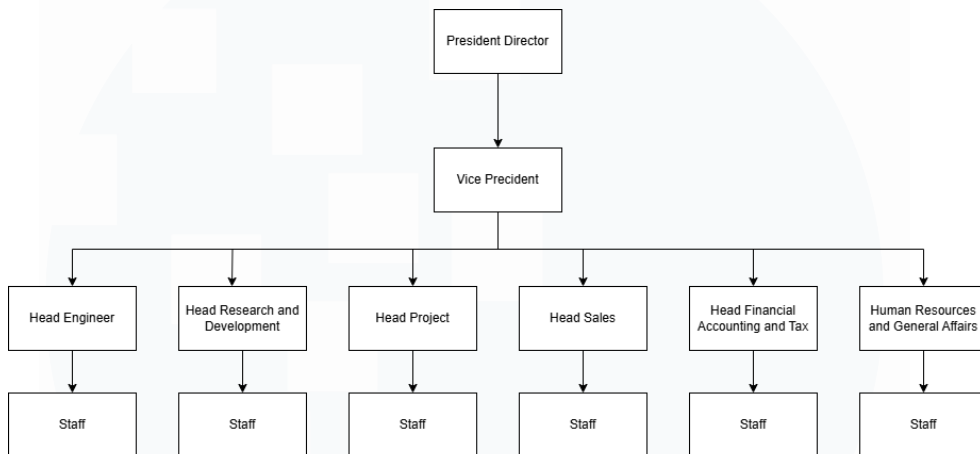 President Director
Vice Precident
Head Engineer
Head Research and
Development
Head Project
Head Sales
Head Financial
Accounting and Tax
Human Resources
and General Affairs
Staff
Staff
Staff
Staff
Staff
Staff